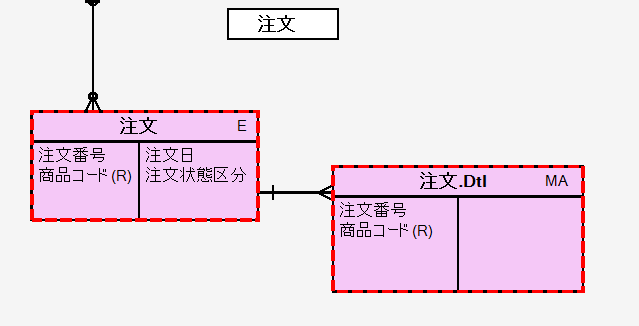 注文
注文 E
注文番号
商品コード(R)
注文日
注文状態区分
注文.Dtl MA
注文番号
商品コード(R)